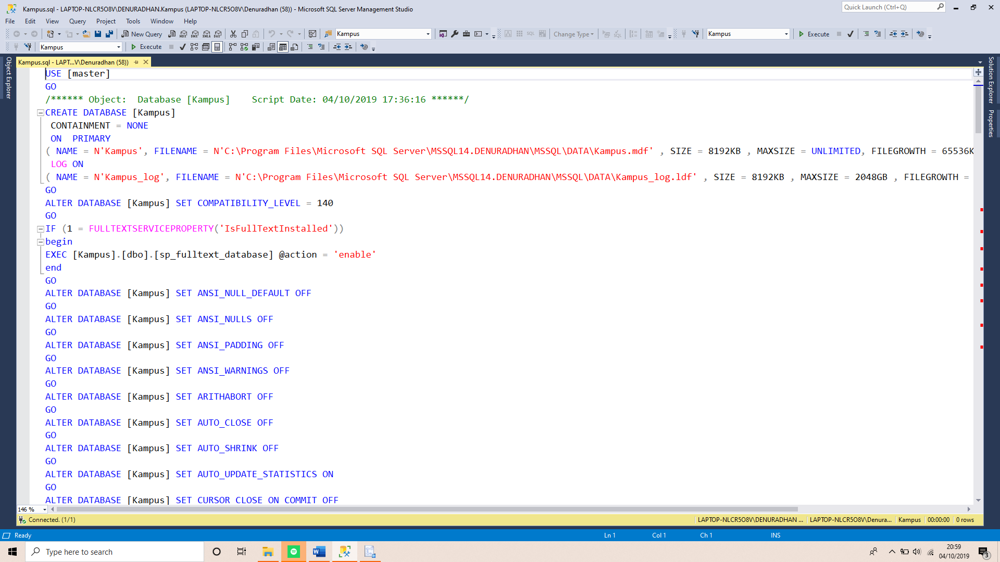 Kampus.sql - LAPTOP-NLCR5O8V\DENURADHAN.Kampus (LAPTOP-NLCR5O8V\Denuradhan (58)) - Microsoft SQL Server Management Studio
Quick Launch (Ctrl+Q)
File Edit View Query Project Tools Window Help
New Query MDX DMX XMLA DAX Kampus SQL Change Type SQL Kampus Execute
Kampus Execute
Object Explorer
Kampus.sql - LAPT...V\Denuradhan (58))
Solution Explorer
Properties
USE [master]
GO
/****** Object:  Database [Kampus]    Script Date: 04/10/2019 17:36:16 ******/
CREATE DATABASE [Kampus]
 CONTAINMENT = NONE
 ON  PRIMARY
( NAME = N'Kampus', FILENAME = N'C:\Program Files\Microsoft SQL Server\MSSQL14.DENURADHAN\MSSQL\DATA\Kampus.mdf' , SIZE = 8192KB , MAXSIZE = UNLIMITED, FILEGROWTH = 65536K
 LOG ON
( NAME = N'Kampus_log', FILENAME = N'C:\Program Files\Microsoft SQL Server\MSSQL14.DENURADHAN\MSSQL\DATA\Kampus_log.ldf' , SIZE = 8192KB , MAXSIZE = 2048GB , FILEGROWTH =
GO
ALTER DATABASE [Kampus] SET COMPATIBILITY_LEVEL = 140
GO
IF (1 = FULLTEXTSERVICEPROPERTY('IsFullTextInstalled'))
begin
EXEC [Kampus].[dbo].[sp_fulltext_database] @action = 'enable'
end
GO
ALTER DATABASE [Kampus] SET ANSI_NULL_DEFAULT OFF
GO
ALTER DATABASE [Kampus] SET ANSI_NULLS OFF
GO
ALTER DATABASE [Kampus] SET ANSI_PADDING OFF
GO
ALTER DATABASE [Kampus] SET ANSI_WARNINGS OFF
GO
ALTER DATABASE [Kampus] SET ARITHABORT OFF
GO
ALTER DATABASE [Kampus] SET AUTO_CLOSE OFF
GO
ALTER DATABASE [Kampus] SET AUTO_SHRINK OFF
GO
ALTER DATABASE [Kampus] SET AUTO_UPDATE_STATISTICS ON
GO
ALTER DATABASE [Kampus] SET CURSOR_CLOSE_ON_COMMIT OFF
146 %
Connected. (1/1) LAPTOP-NLCR5O8V\DENURADHAN ... LAPTOP-NLCR5O8V\Denura... Kampus 00:00:00 0 rows
Ready Ln 1 Col 1 Ch 1 INS
Type here to search
20:59
04/10/2019
3